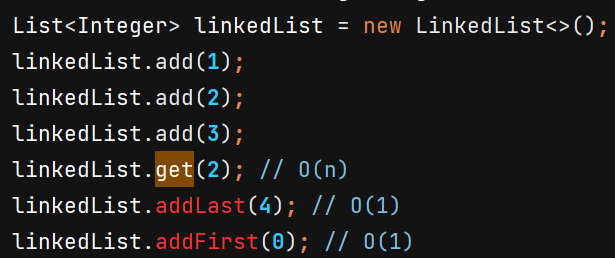 List<Integer> linkedList = new LinkedList<>();
linkedList.add(1);
linkedList.add(2);
linkedList.add(3);
linkedList.get(2); // O(n)
linkedList.addLast(4); // O(1)
linkedList.addFirst(0); // O(1)